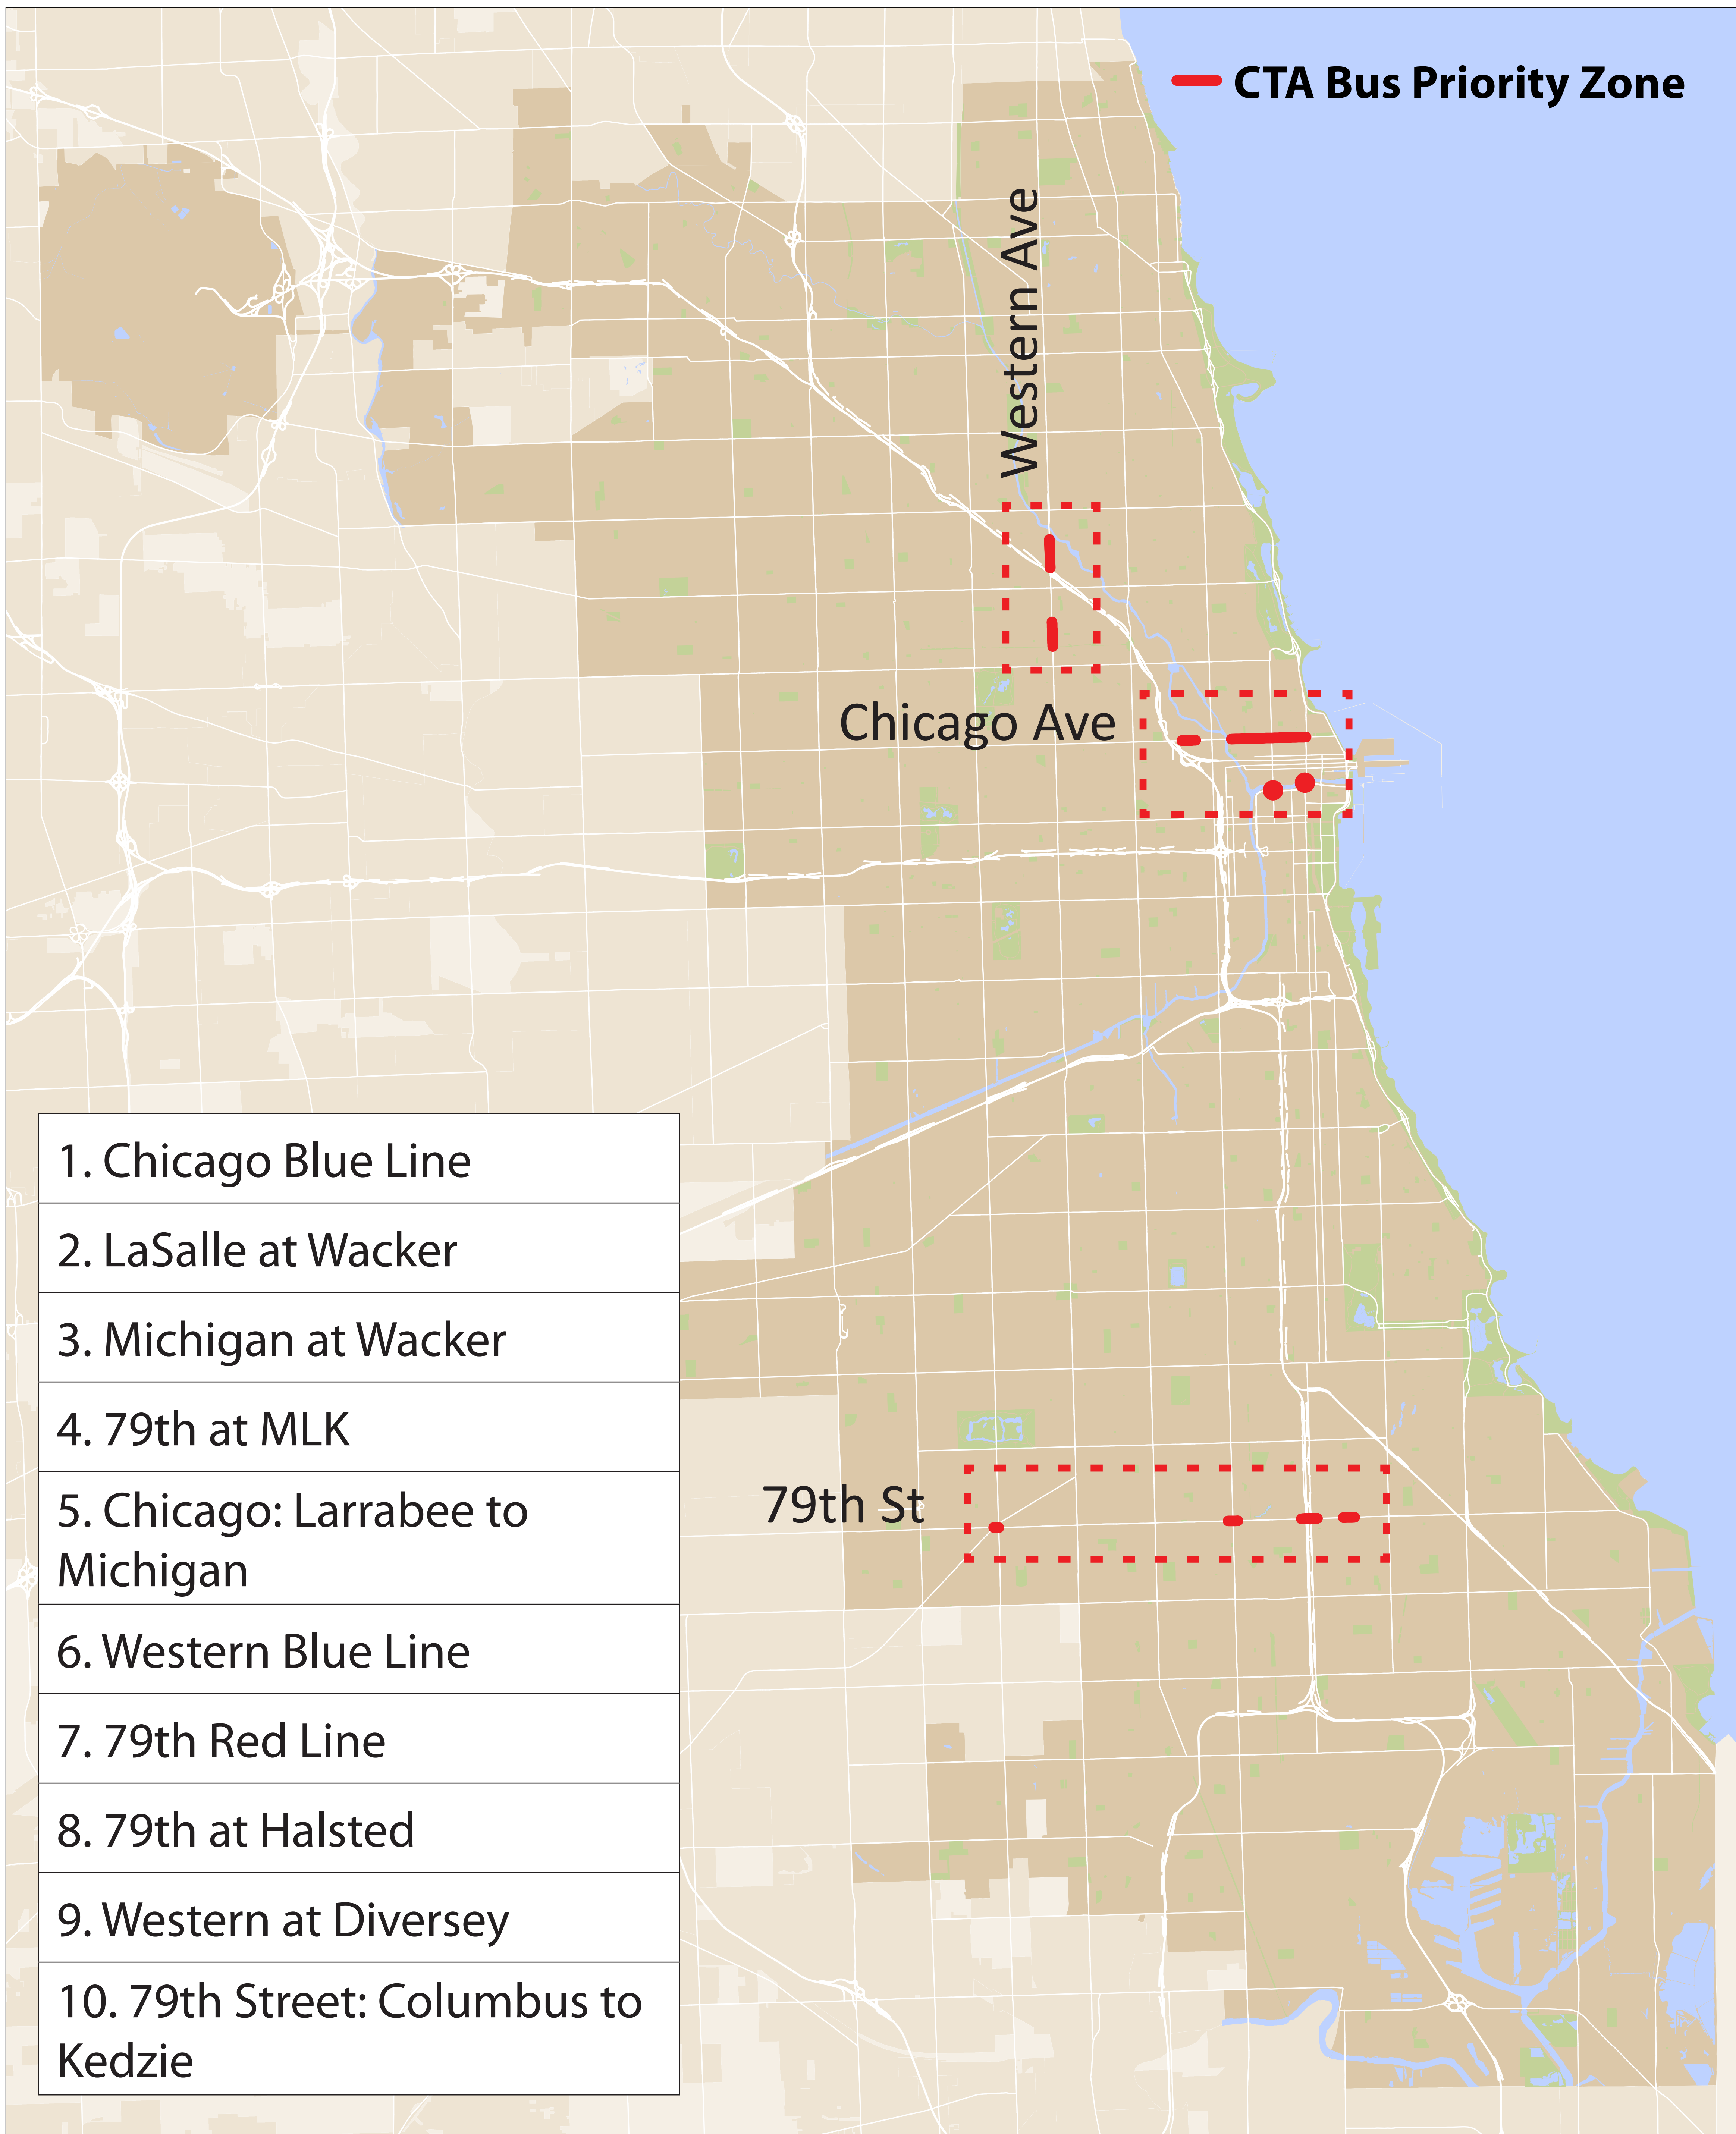 CTA Bus Priority Zone
Western Ave
Chicago Ave
79th St
1. Chicago Blue Line
2. LaSalle at Wacker
3. Michigan at Wacker
4. 79th at MLK
5. Chicago: Larrabee to
Michigan
6. Western Blue Line
7. 79th Red Line
8. 79th at Halsted
9. Western at Diversey
10. 79th Street: Columbus to
Kedzie